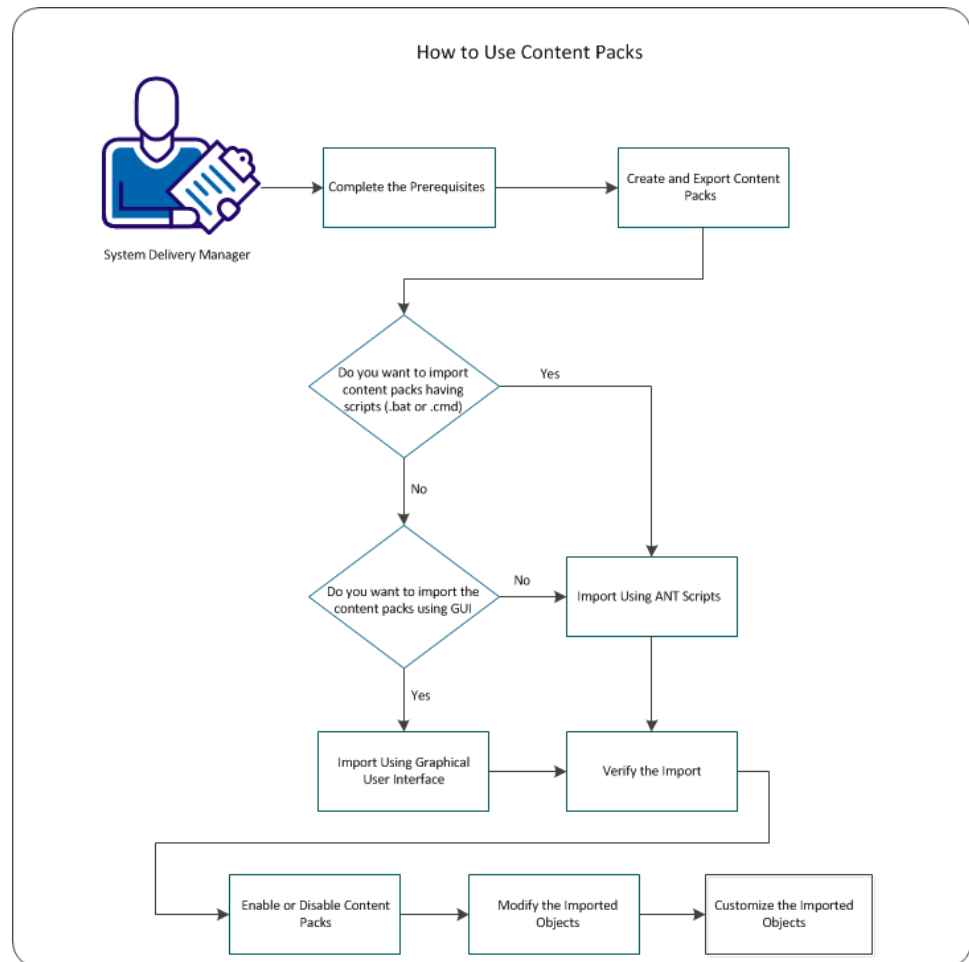 How to Use Content Packs
System Delivery Manager
Complete the Prerequisites
Create and Export Content
Packs
Do you want to import
content packs having
scripts (.bat or .cmd)
Yes
No
Do you want to import the
content packs using GUI
No
Import Using ANT Scripts
Yes
Import Using Graphical
User Interface
Verify the Import
Enable or Disable Content
Packs
Modify the Imported
Objects
Customize the Imported
Objects